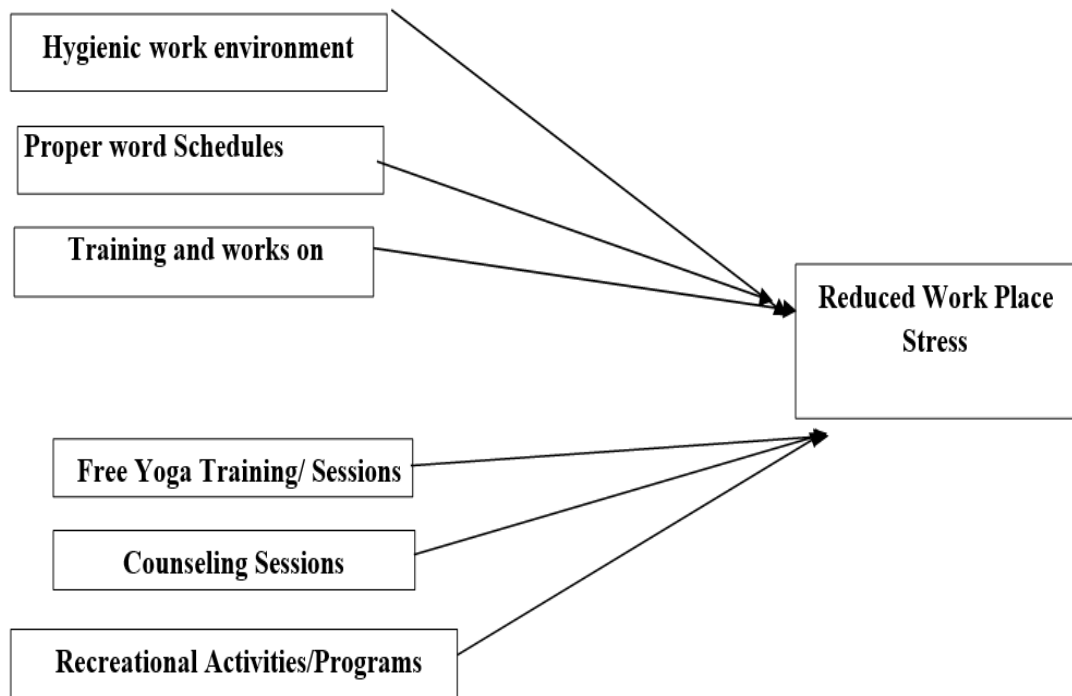 Hygienic work environment
Proper word Schedules
Training and works on
Reduced Work Place
Stress
Free Yoga Training/ Sessions
Counseling Sessions
Recreational Activities/Programs